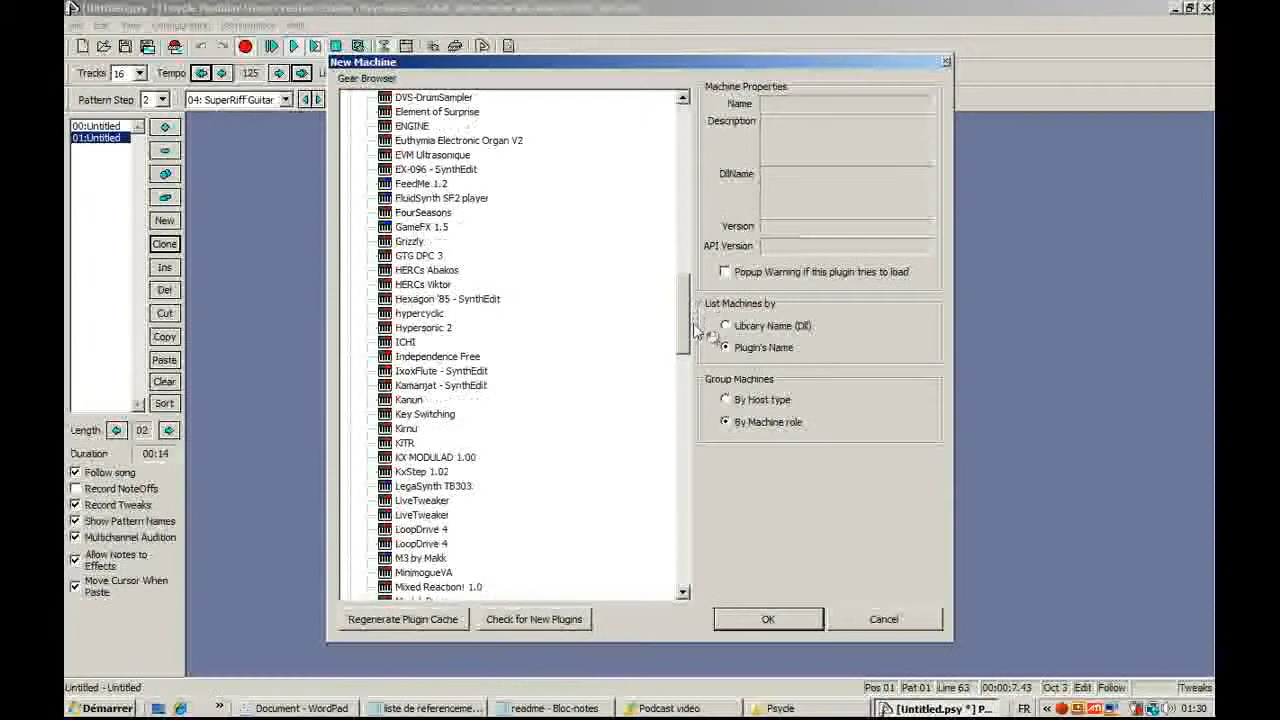 [Untitled.psy *] Psycle Modular
New Machine
Tracks 16 Tempo 125
Gear Browser
Pattern Step 2 04: SuperRiff Guitar
00:Untitled
01:Untitled
New
Clone
Ins
Del
Cut
Copy
Paste
Clear
Sort
Length 02
Duration 00:14
Follow song
Record NoteOffs
Record Tweaks
Show Pattern Names
Multichannel Audition
Allow Notes to
Effects
Move Cursor When
Paste
DVS-DrumSampler
Element of Surprise
ENGINE
Euthymia Electronic Organ V2
EVM Ultrasonique
EX-096 - SynthEdit
FeedMe 1.2
FluidSynth SF2 player
FourSeasons
GameFX 1.5
Grizzly
GTG DPC 3
HERCs Abakos
HERCs Viktor
Hexagon '85 - SynthEdit
hypercyclic
Hypersonic 2
ICHI
Independence Free
IxoxFlute - SynthEdit
Kamanjat - SynthEdit
Kanun
Key Switching
Kirnu
KITR
KX MODULAD 1.00
KxStep 1.02
LegaSynth TB303
LiveTweaker
LiveTweaker
LoopDrive 4
LoopDrive 4
M3 by Makk
MinimogueVA
Mixed Reaction! 1.0
Machine Properties
Name
Description
DllName
Version
API Version
Popup Warning if this plugin tries to load
List Machines by
Library Name (Dll)
Plugin's Name
Group Machines
By Host type
By Machine role
Regenerate Plugin Cache
Check for New Plugins
OK
Cancel
Untitled - Untitled
Pos 01 Pat 01 Line 63 00:00:7.43 Oct 3 Edit Follow Tweaks
Démarrer
Document - WordPad
liste de réferenceme...
readme - Bloc-notes
Podcast video
Psycle
[Untitled.psy *] P...
FR
01:30